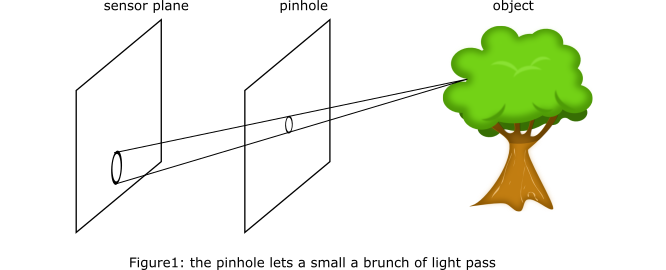 sensor plane pinhole object
Figure1: the pinhole lets a small a brunch of light pass